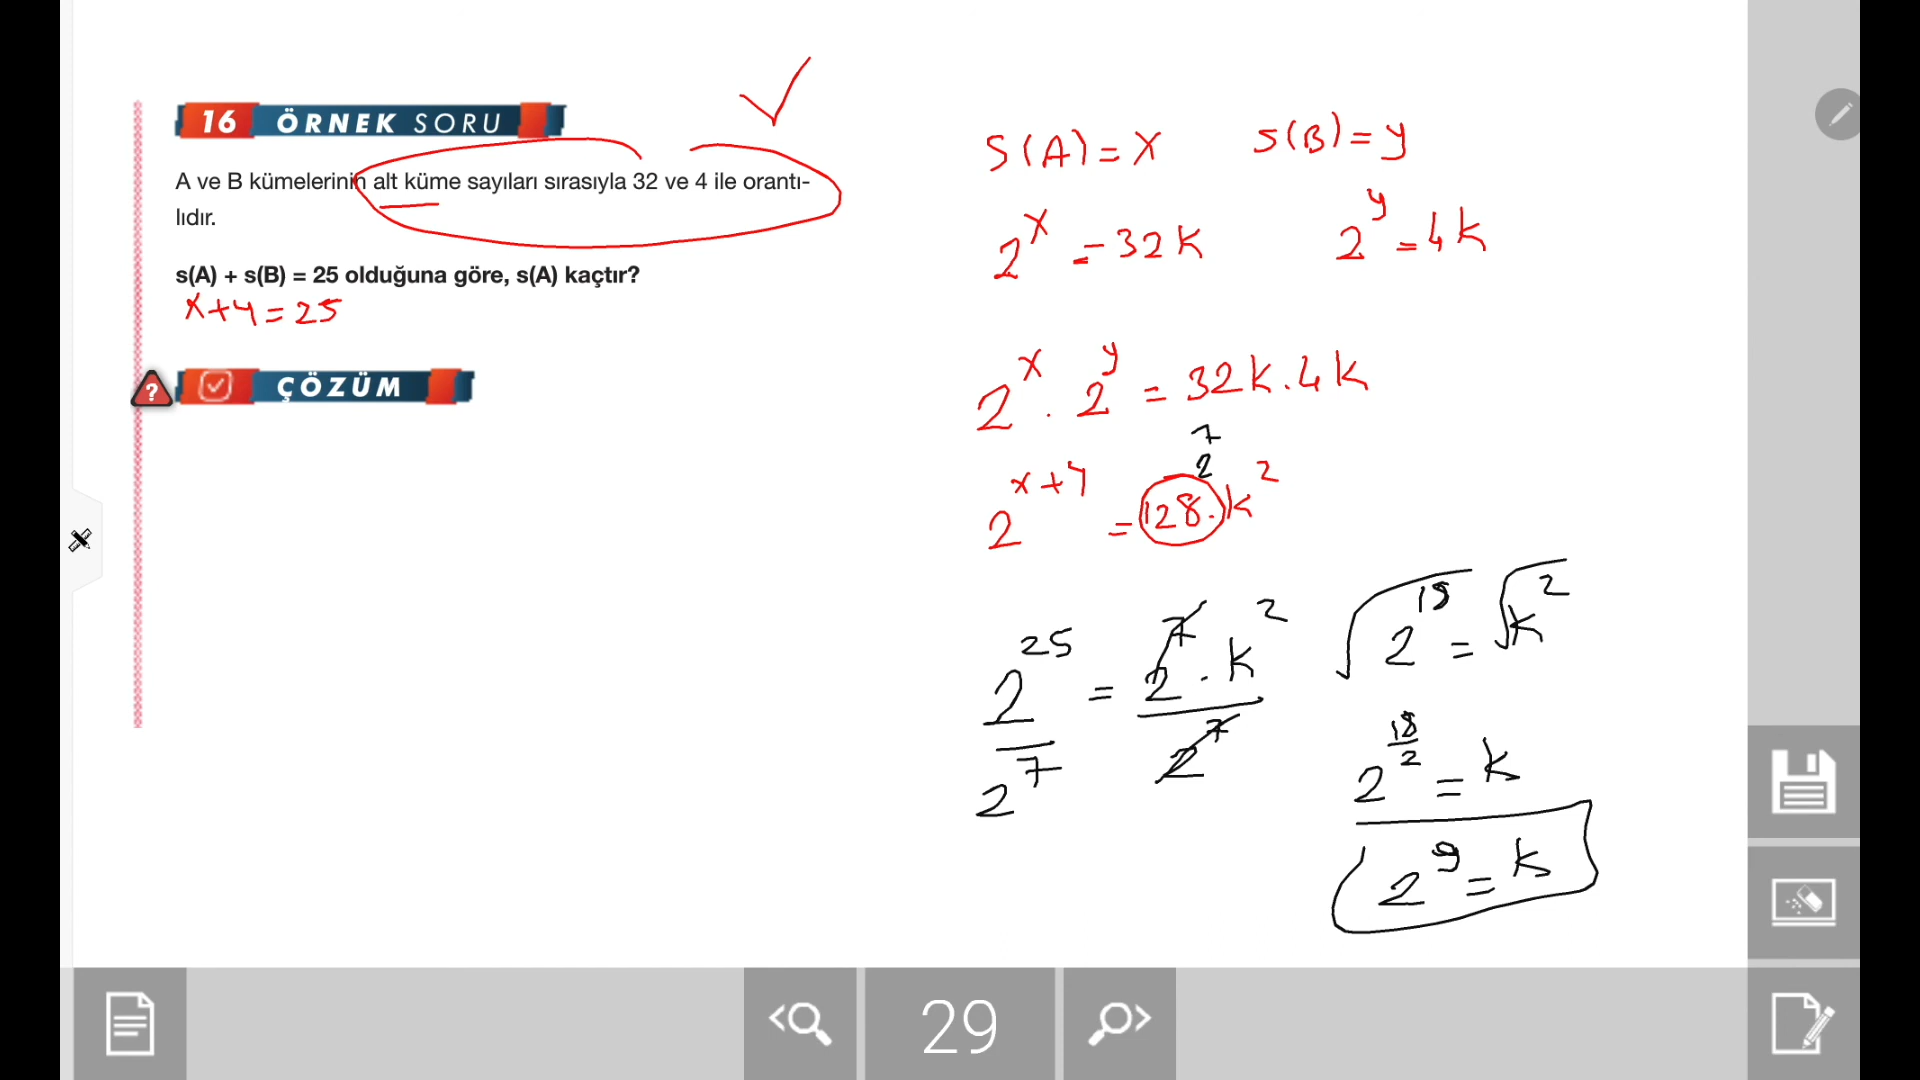 16 ÖRNEK SORU
A ve B kümelerinin alt küme sayıları sırasıyla 32 ve 4 ile orantı-
lıdır.
s(A) + s(B) = 25 olduğuna göre, s(A) kaçtır?
x+y=25
? ÇÖZÜM
S(A)=x s(B)=y
2^x =32k 2^y =4k
2^x . 2^y = 32k.4k
2^7
2^x+y =128.k^2
2^25 / 2^7 = 2^7 . k^2 / 2^7
√2^18 = √k^2
2^18/2 = k
2^9 = k
29